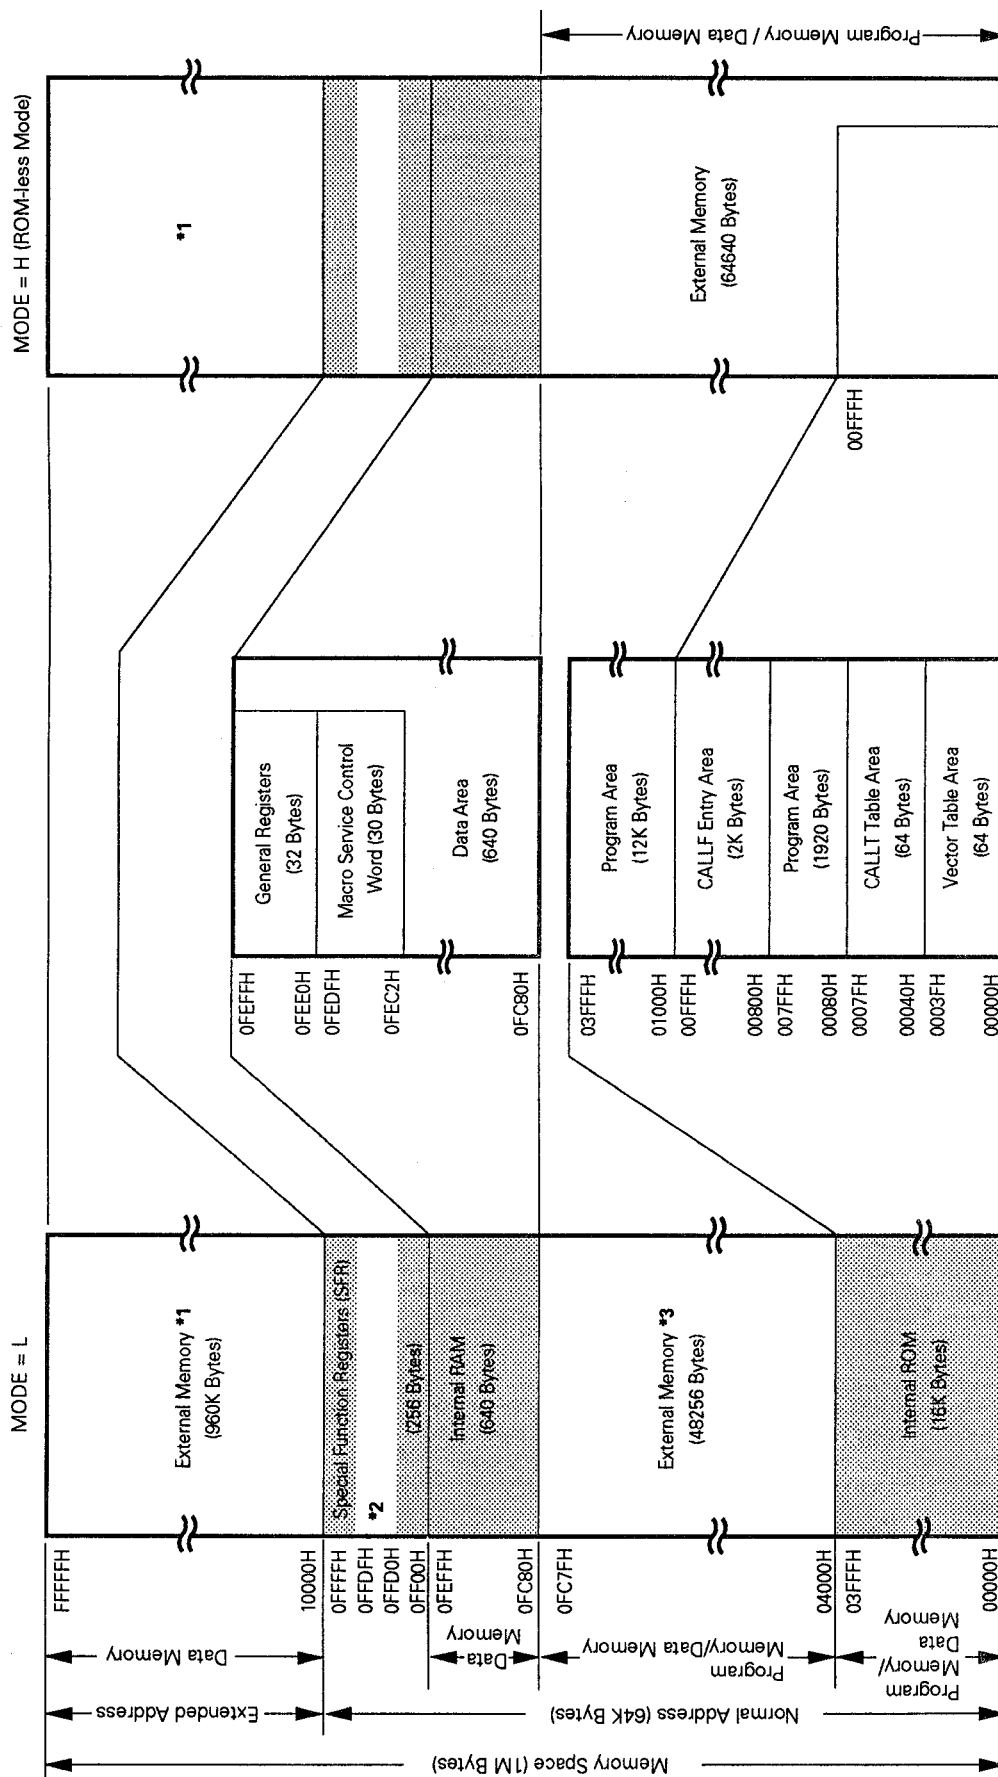 MODE = L
MODE = H (ROM-less Mode)
Memory Space (1M Bytes)
Extended Address
Normal Address (64K Bytes)
Data Memory
Data
Memory
Program
Memory/Data Memory
Program
Memory/
Data
Memory
FFFFFH
10000H
0FFFFH
0FFDFH
0FFD0H
0FF00H
0FEFFH
0FC80H
0FC7FH
04000H
03FFFH
00000H
External Memory *1
(960K Bytes)
Special Function Registers (SFR)
*2
(256 Bytes)
Internal RAM
(640 Bytes)
External Memory *3
(48256 Bytes)
Internal ROM
(16K Bytes)
0FEFFH
0FEE0H
0FEDFH
0FEC2H
0FC80H
General Registers
(32 Bytes)
Macro Service Control
Word (30 Bytes)
Data Area
(640 Bytes)
03FFFH
01000H
00FFFH
00800H
007FFH
00080H
0007FH
00040H
0003FH
00000H
Program Area
(12K Bytes)
CALLF Entry Area
(2K Bytes)
Program Area
(1920 Bytes)
CALLT Table Area
(64 Bytes)
Vector Table Area
(64 Bytes)
*1
External Memory
(64640 Bytes)
00FFFH
Program Memory / Data Memory